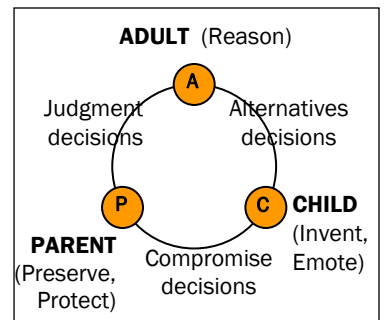 ADULT (Reason)
A
Judgment
decisions
Alternatives
decisions
P
C
CHILD
(Invent,
Emote)
PARENT
(Preserve,
Protect)
Compromise
decisions